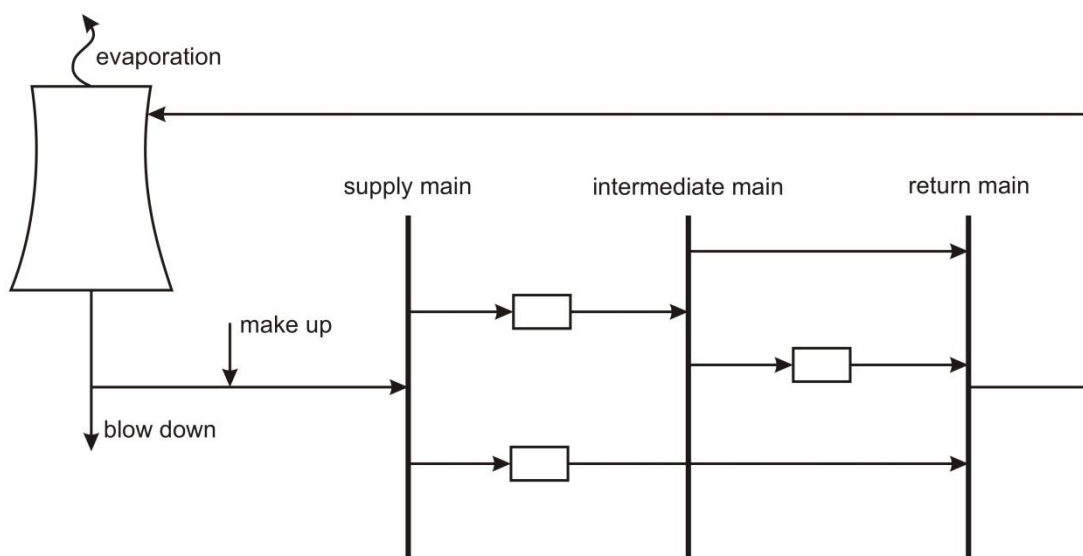 evaporation
supply main
intermediate main
return main
make up
blow down